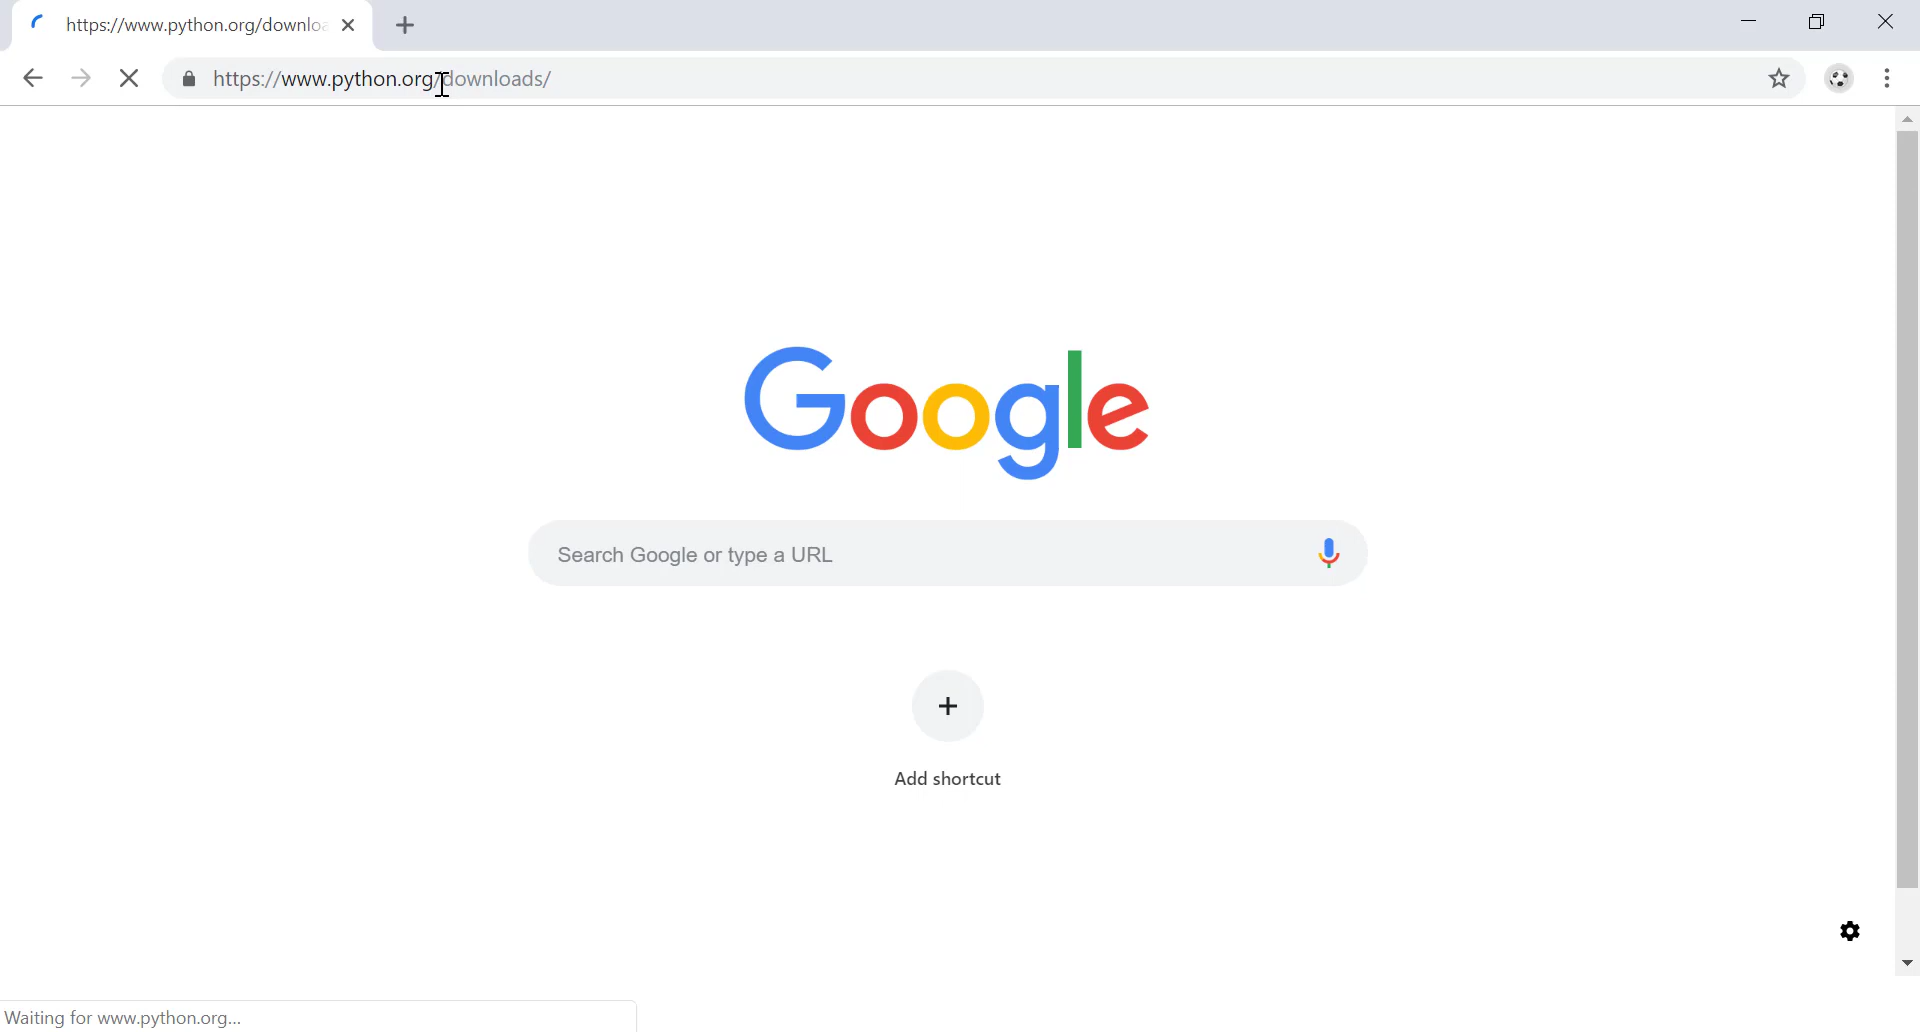 https://www.python.org/downloa
https://www.python.org/downloads/
Google
Search Google or type a URL
Add shortcut
Waiting for www.python.org...